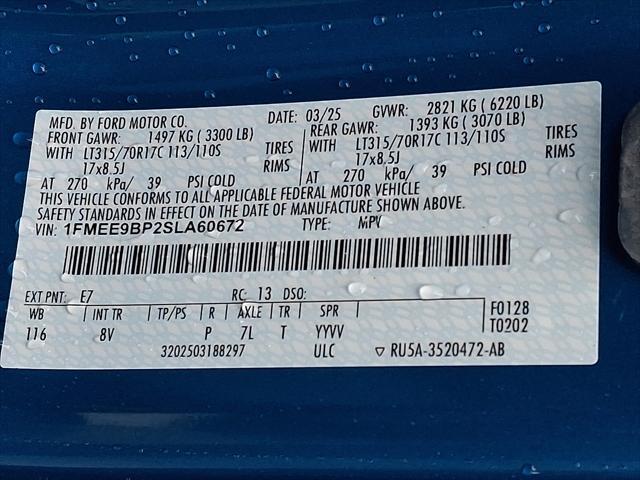 MFD. BY FORD MOTOR CO. DATE: 03/25 GVWR: 2821 KG ( 6220 LB)
FRONT GAWR: 1497 KG ( 3300 LB) REAR GAWR: 1393 KG ( 3070 LB)
WITH LT315/70R17C 113/110S TIRES WITH LT315/70R17C 113/110S TIRES
17x8.5J RIMS 17x8.5J RIMS
AT 270 kPa/ 39 PSI COLD AT 270 kPa/ 39 PSI COLD
THIS VEHICLE CONFORMS TO ALL APPLICABLE FEDERAL MOTOR VEHICLE
SAFETY STANDARDS IN EFFECT ON THE DATE OF MANUFACTURE SHOWN ABOVE.
VIN: 1FMEE9BP2SLA60672 TYPE: MPV
EXT PNT: E7 RC: 13 DSO:
WB INT TR TP/PS R AXLE TR SPR F0128
116 8V P 7L T YYVV T0202
3202503188297 ULC ▽ RU5A-3520472-AB